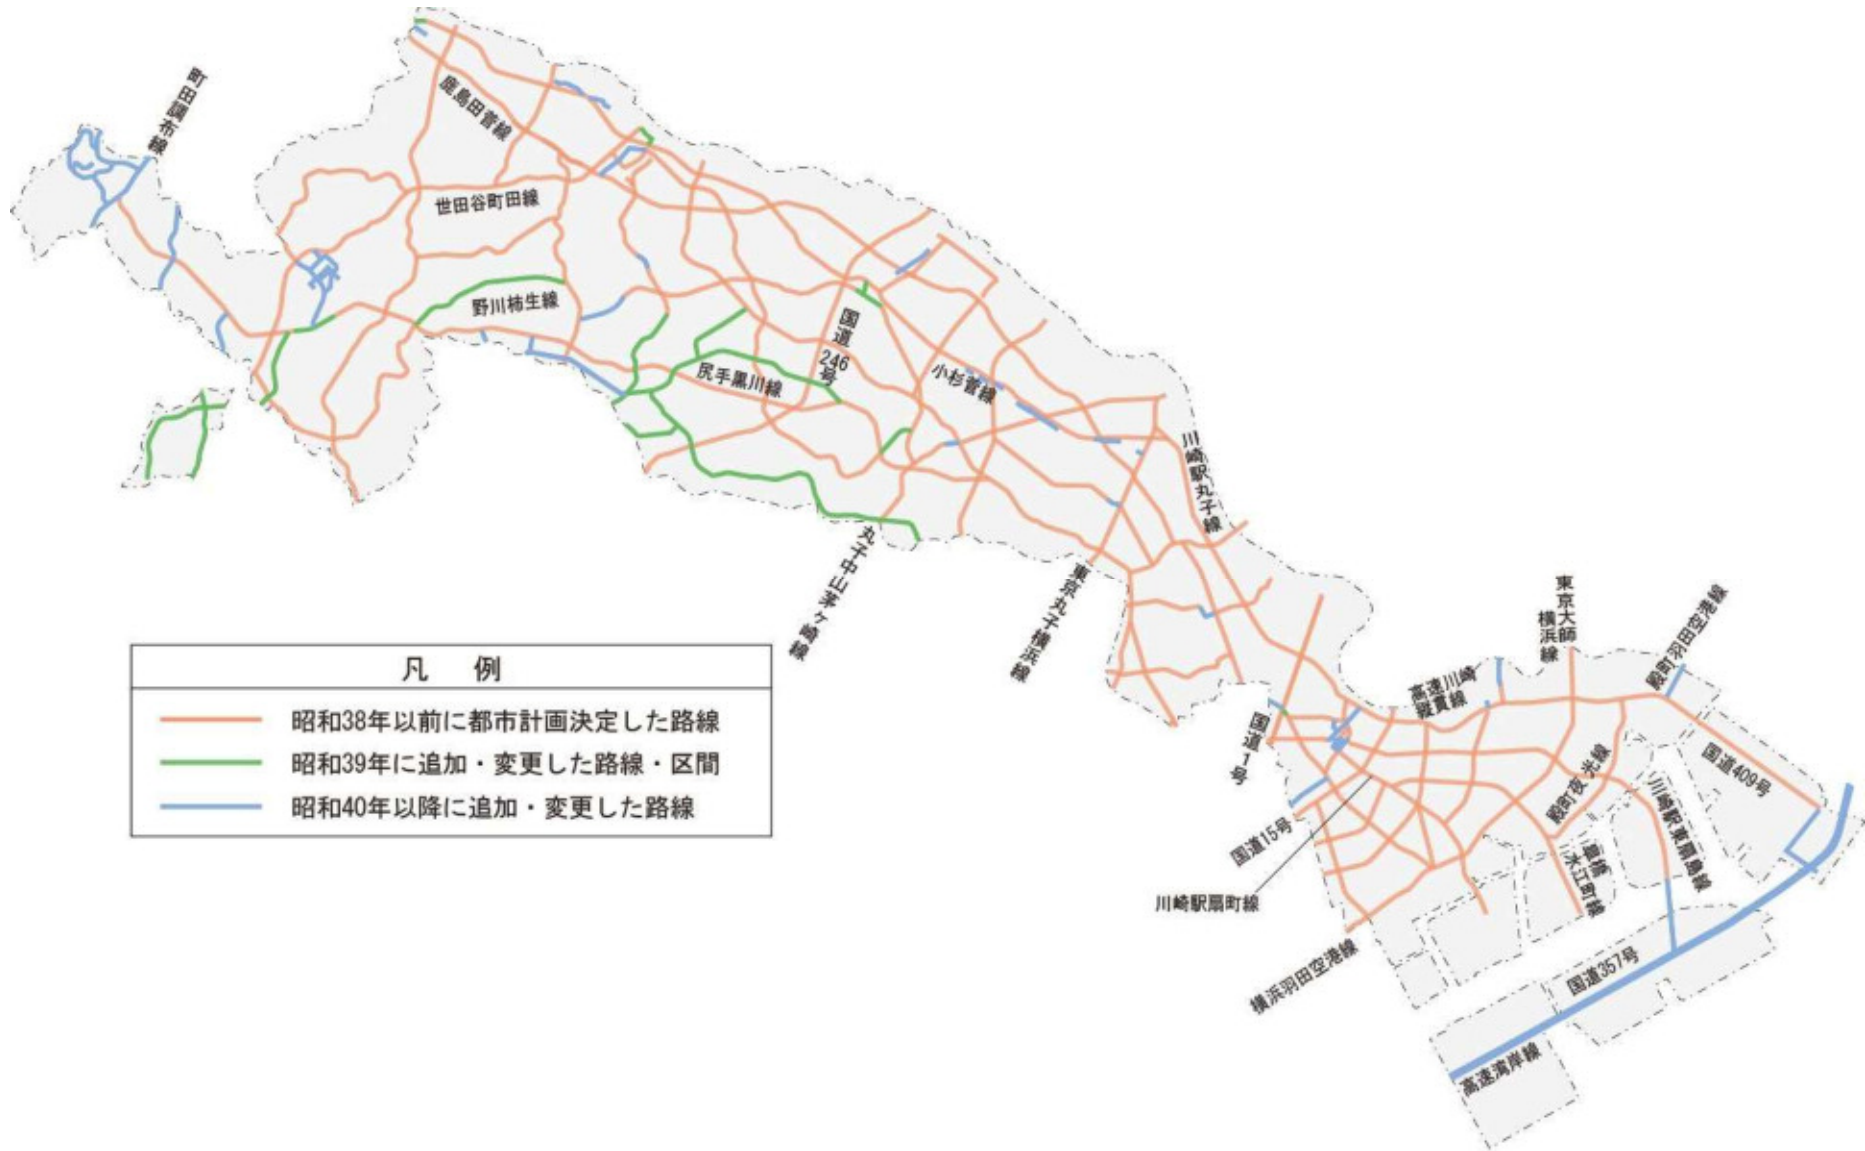 町田調布線
鹿島田菅線
世田谷町田線
野川柿生線
国道246号
尻手黒川線
小杉菅線
川崎駅丸子線
丸子中山茅ヶ崎線
東京丸子横浜線
東京大師横浜線
殿町羽田空港線
高速川崎縦貫線
国道1号
国道409号
殿町夜光線
川崎駅東扇島線
国道15号
皐橋水江町線
川崎駅扇町線
横浜羽田空港線
国道357号
高速湾岸線
凡 例
昭和38年以前に都市計画決定した路線
昭和39年に追加・変更した路線・区間
昭和40年以降に追加・変更した路線